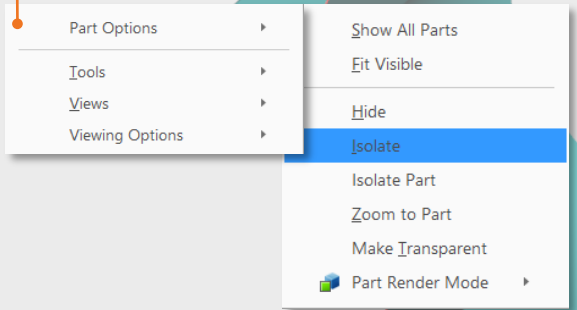 Part Options
Tools
Views
Viewing Options
Show All Parts
Fit Visible
Hide
Isolate
Isolate Part
Zoom to Part
Make Transparent
Part Render Mode